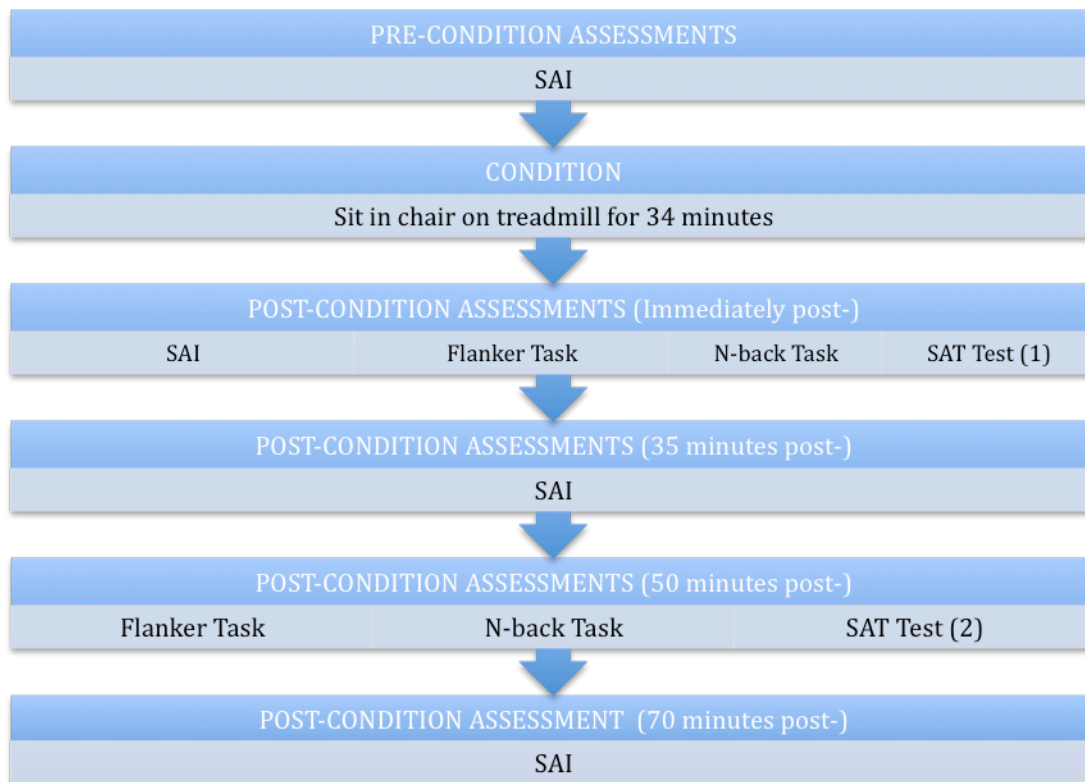 PRE-CONDITION ASSESSMENTS
SAI
CONDITION
Sit in chair on treadmill for 34 minutes
POST-CONDITION ASSESSMENTS (Immediately post-)
SAI Flanker Task N-back Task SAT Test (1)
POST-CONDITION ASSESSMENTS (35 minutes post-)
SAI
POST-CONDITION ASSESSMENTS (50 minutes post-)
Flanker Task N-back Task SAT Test (2)
POST-CONDITION ASSESSMENT (70 minutes post-)
SAI